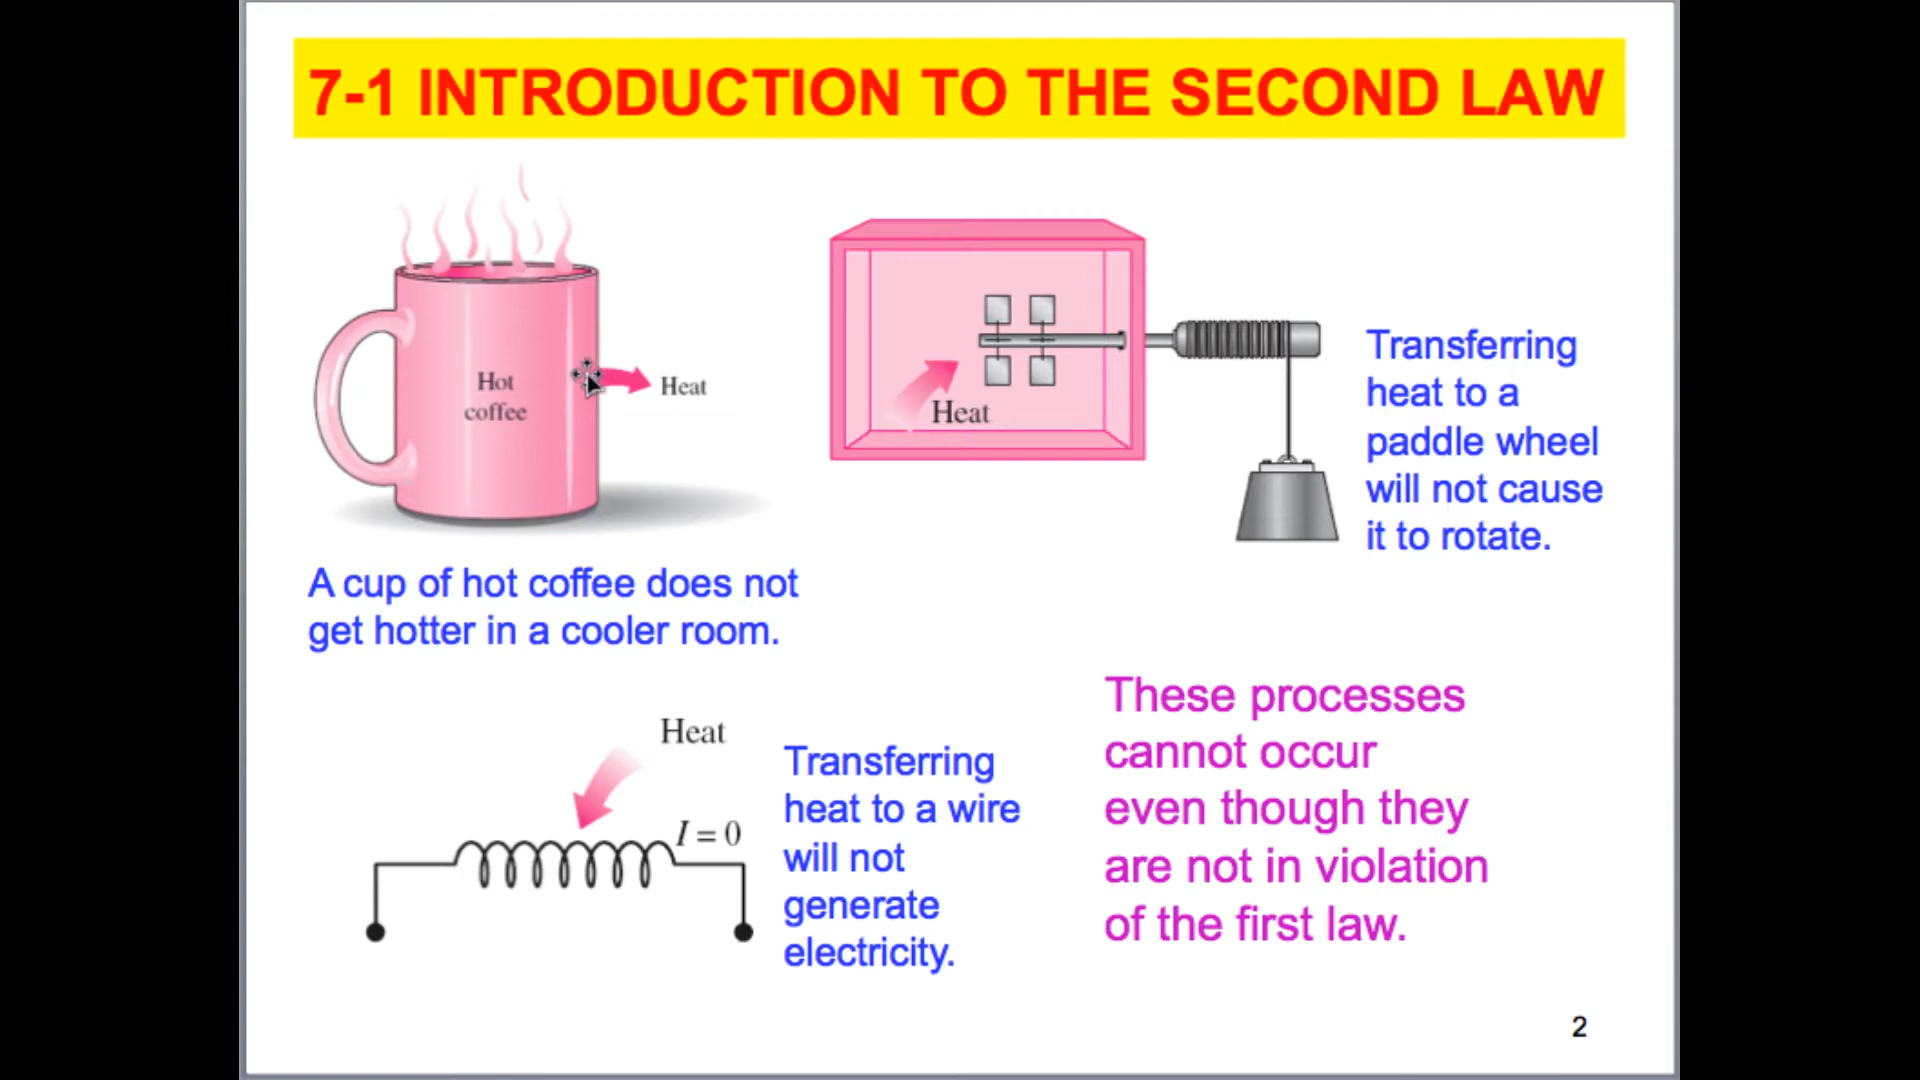 7-1 INTRODUCTION TO THE SECOND LAW
Hot
coffee
Heat
A cup of hot coffee does not
get hotter in a cooler room.
Heat
Transferring
heat to a
paddle wheel
will not cause
it to rotate.
Heat
I = 0
Transferring
heat to a wire
will not
generate
electricity.
These processes
cannot occur
even though they
are not in violation
of the first law.
2